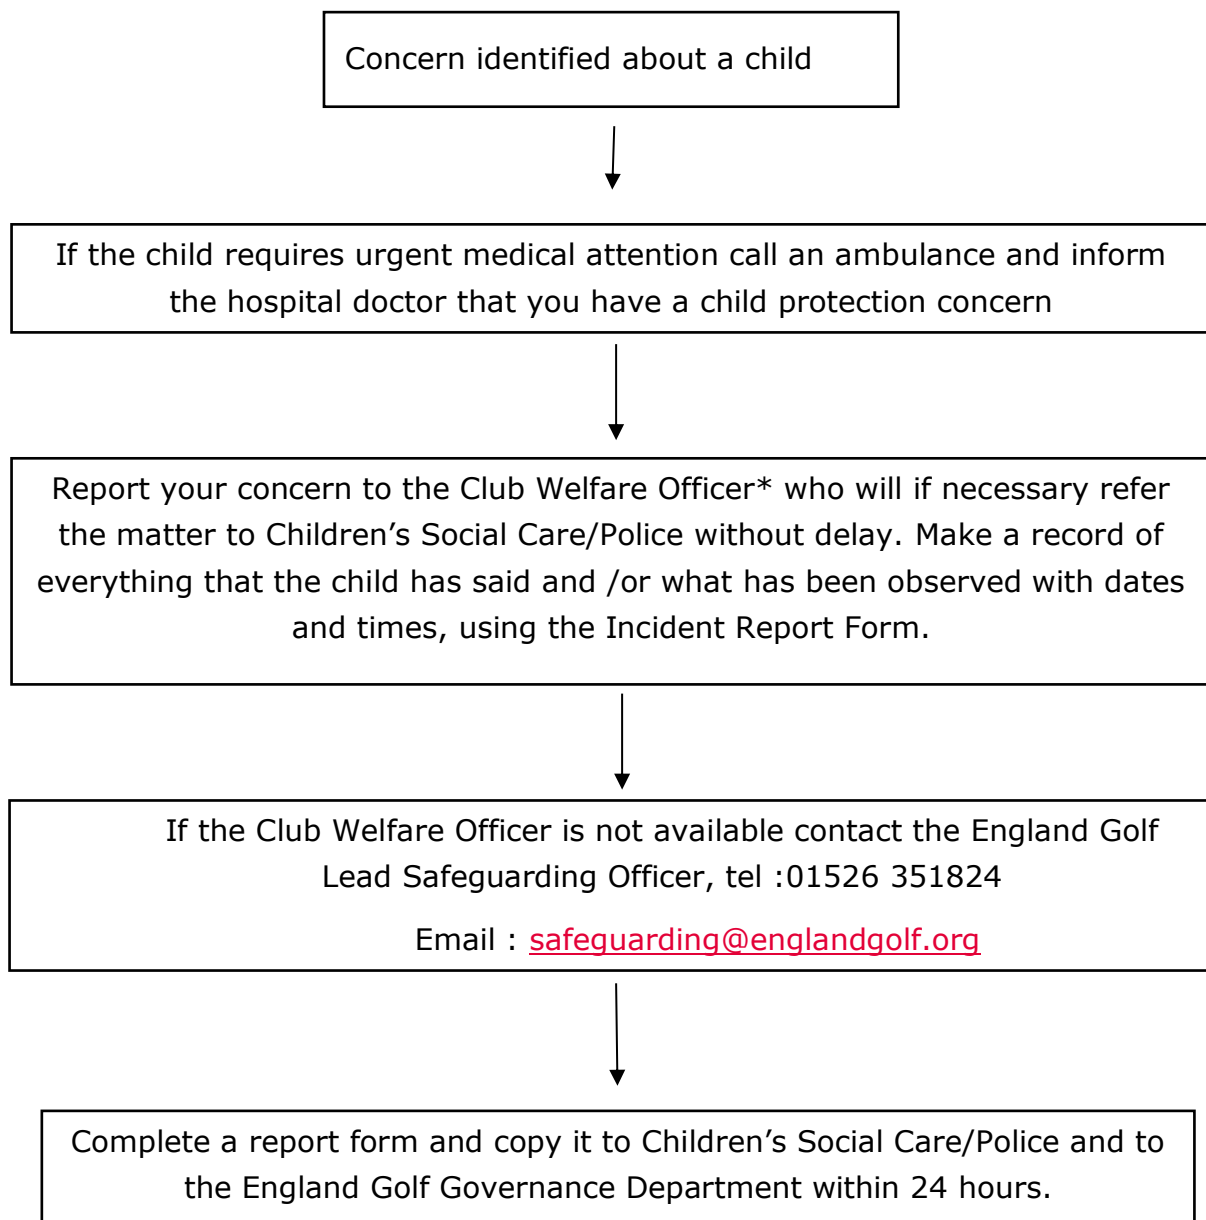 Concern identified about a child
If the child requires urgent medical attention call an ambulance and inform
the hospital doctor that you have a child protection concern
Report your concern to the Club Welfare Officer* who will if necessary refer
the matter to Children’s Social Care/Police without delay. Make a record of
everything that the child has said and /or what has been observed with dates
and times, using the Incident Report Form.
If the Club Welfare Officer is not available contact the England Golf
Lead Safeguarding Officer, tel :01526 351824
Email : safeguarding@englandgolf.org
Complete a report form and copy it to Children’s Social Care/Police and to
the England Golf Governance Department within 24 hours.